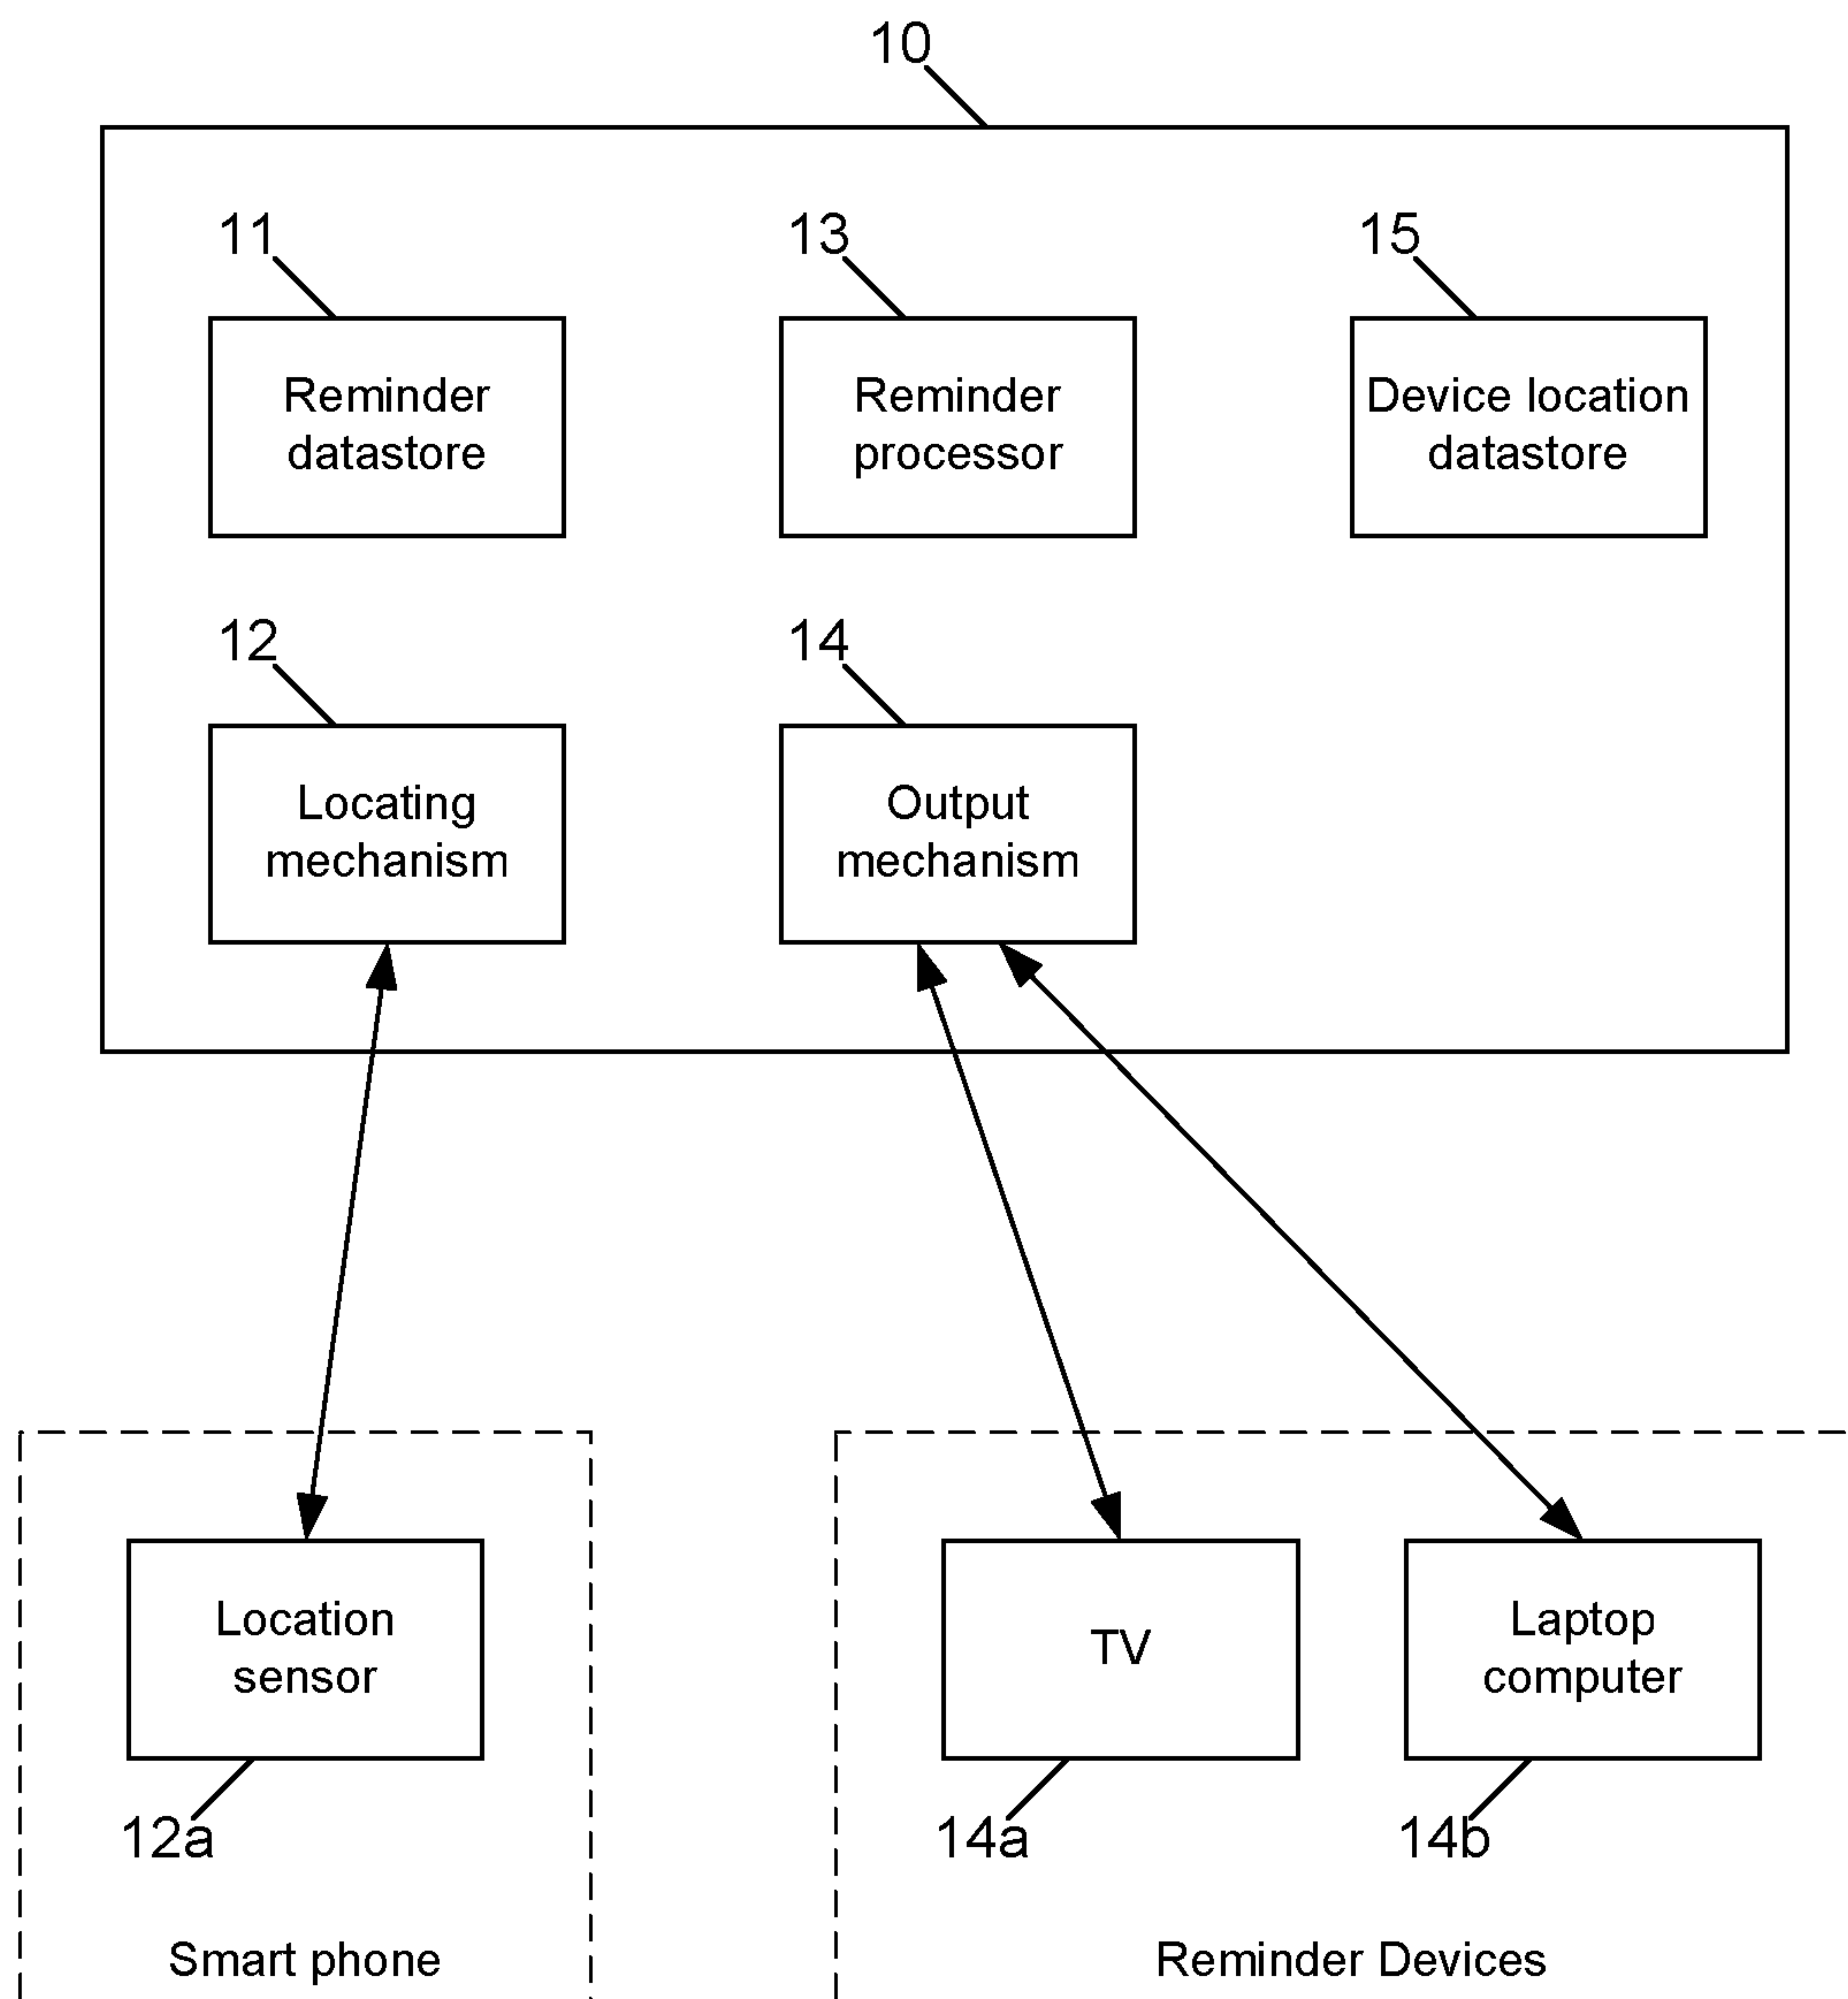 10
11
13
15
Reminder
datastore
Reminder
processor
Device location
datastore
12
14
Locating
mechanism
Output
mechanism
Location
sensor
TV
Laptop
computer
12a
14a
14b
Smart phone
Reminder Devices